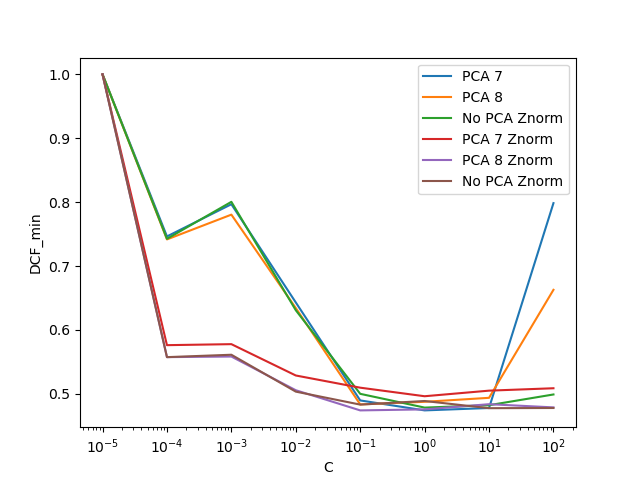 PCA 7
PCA 8
No PCA Znorm
PCA 7 Znorm
PCA 8 Znorm
No PCA Znorm
1.0
0.9
0.8
0.7
0.6
0.5
DCF_min
10⁻⁵ 10⁻⁴ 10⁻³ 10⁻² 10⁻¹ 10⁰ 10¹ 10²
C